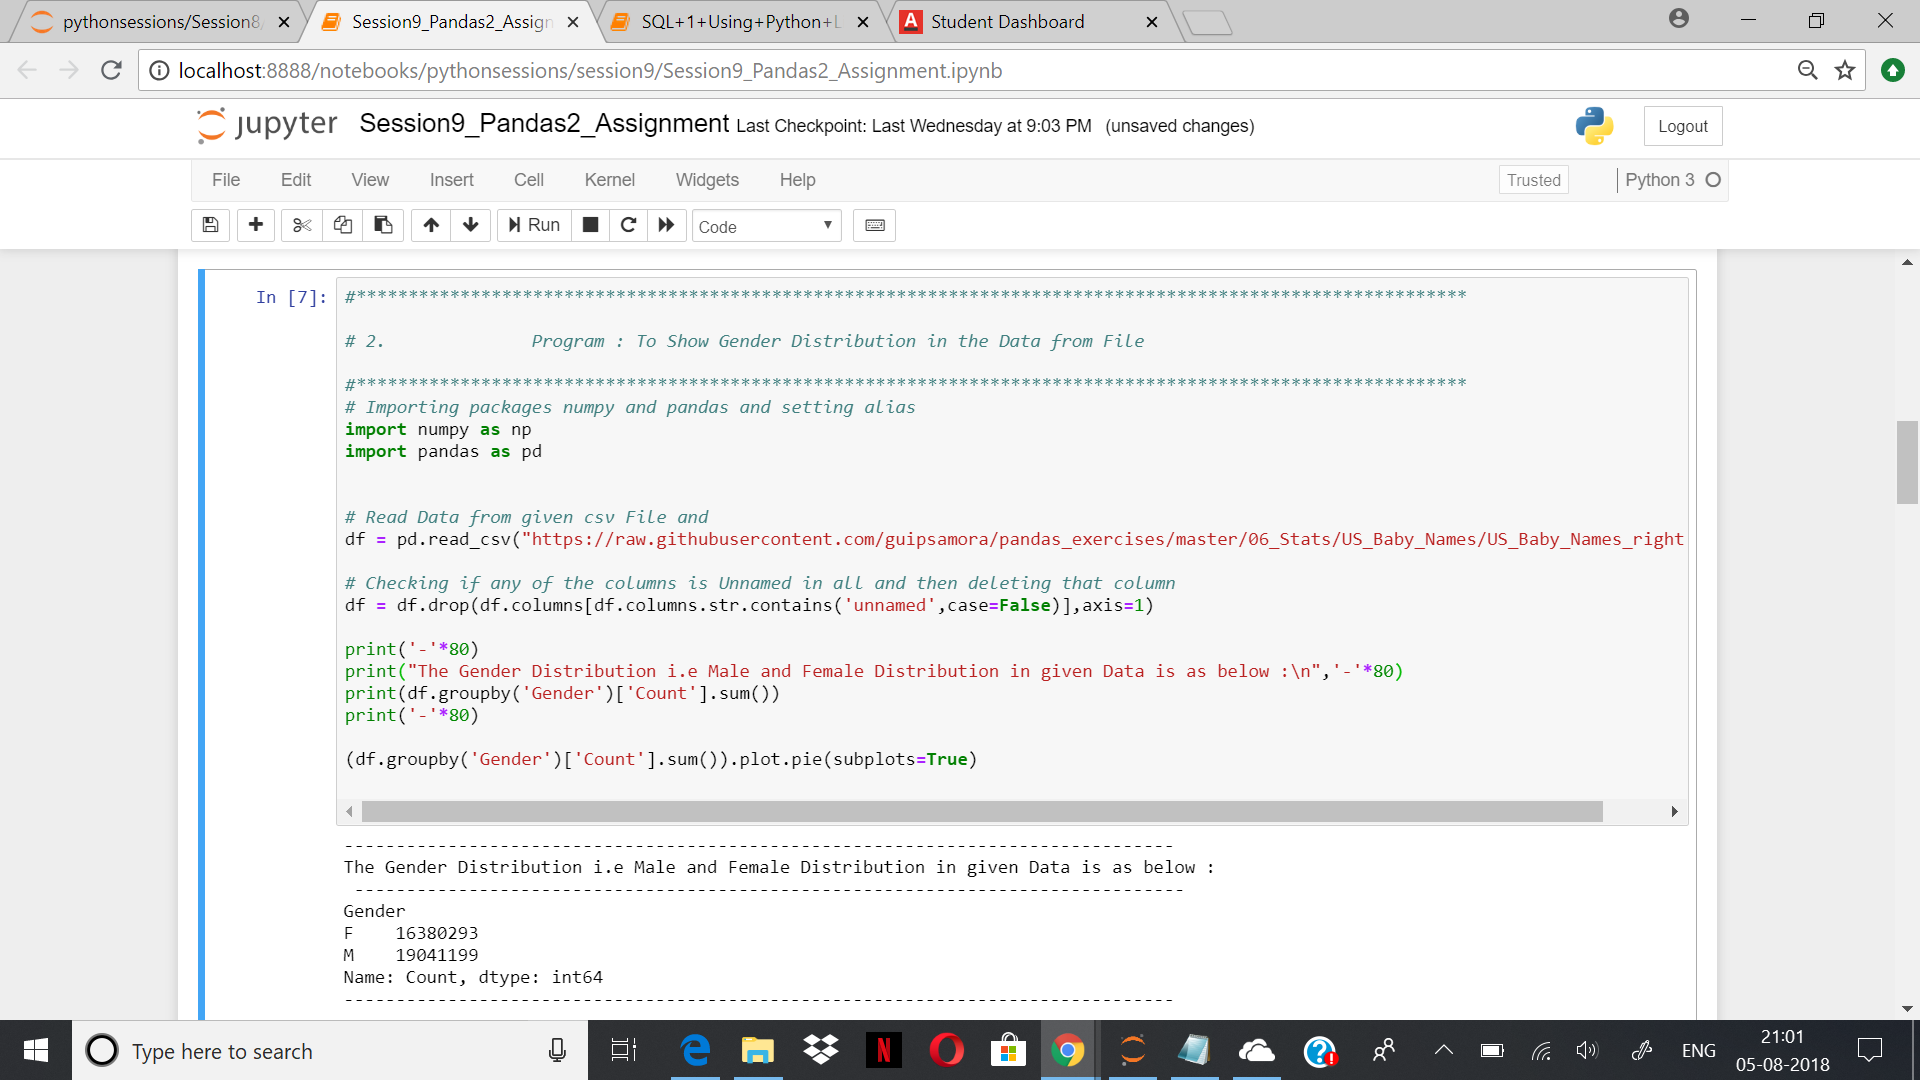 pythonsessions/Session8
Session9_Pandas2_Assign
SQL+1+Using+Python+L
A Student Dashboard
localhost:8888/notebooks/pythonsessions/session9/Session9_Pandas2_Assignment.ipynb
jupyter Session9_Pandas2_Assignment Last Checkpoint: Last Wednesday at 9:03 PM (unsaved changes)
Logout
File Edit View Insert Cell Kernel Widgets Help
Trusted
Python 3
Run
Code
In [7]: #***********************************************************************************************************
# 2. Program : To Show Gender Distribution in the Data from File
#***********************************************************************************************************
# Importing packages numpy and pandas and setting alias
import numpy as np
import pandas as pd
# Read Data from given csv File and
df = pd.read_csv("https://raw.githubusercontent.com/guipsamora/pandas_exercises/master/06_Stats/US_Baby_Names/US_Baby_Names_right
# Checking if any of the columns is Unnamed in all and then deleting that column
df = df.drop(df.columns[df.columns.str.contains('unnamed',case=False)],axis=1)
print('-'*80)
print("The Gender Distribution i.e Male and Female Distribution in given Data is as below :\n",'-'*80)
print(df.groupby('Gender')['Count'].sum())
print('-'*80)
(df.groupby('Gender')['Count'].sum()).plot.pie(subplots=True)
--------------------------------------------------------------------------------
The Gender Distribution i.e Male and Female Distribution in given Data is as below :
--------------------------------------------------------------------------------
Gender
F 16380293
M 19041199
Name: Count, dtype: int64
--------------------------------------------------------------------------------
Type here to search
N
ENG
21:01
05-08-2018